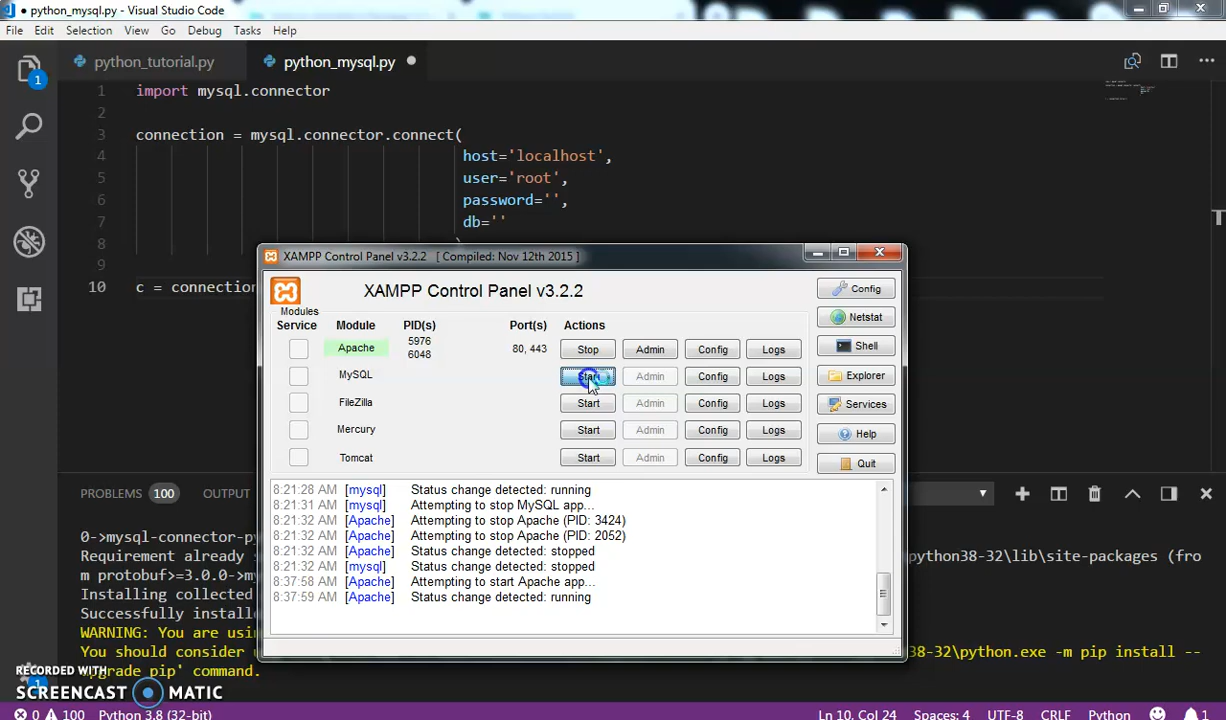 python_mysql.py - Visual Studio Code
File Edit Selection View Go Debug Tasks Help
python_tutorial.py python_mysql.py
1
1 import mysql.connector
2
3 connection = mysql.connector.connect(
4 host='localhost',
5 user='root',
6 password='',
7 db=''
8 )
9
10 c = connection
XAMPP Control Panel v3.2.2 [ Compiled: Nov 12th 2015 ]
XAMPP Control Panel v3.2.2
Modules
Service Module PID(s) Port(s) Actions
Apache 5976 6048 80, 443 Stop Admin Config Logs
MySQL Start Admin Config Logs
FileZilla Start Admin Config Logs
Mercury Start Admin Config Logs
Tomcat Start Admin Config Logs
Config
Netstat
Shell
Explorer
Services
Help
Quit
8:21:28 AM [mysql] Status change detected: running
8:21:31 AM [mysql] Attempting to stop MySQL app...
8:21:32 AM [Apache] Attempting to stop Apache (PID: 3424)
8:21:32 AM [Apache] Attempting to stop Apache (PID: 2052)
8:21:32 AM [Apache] Status change detected: stopped
8:21:32 AM [mysql] Status change detected: stopped
8:37:58 AM [Apache] Attempting to start Apache app...
8:37:59 AM [Apache] Status change detected: running
PROBLEMS 100 OUTPUT
0->mysql-connector-py
Requirement already python38-32\lib\site-packages (fro
m protobuf>=3.0.0->my
Installing collected
Successfully installe
WARNING: You are usin
You should consider 38-32\python.exe -m pip install --
upgrade pip' command.
RECORDED WITH
SCREENCAST MATIC
1
0 100 Python 3.8 (32-bit) Ln 10, Col 24 Spaces: 4 UTF-8 CRLF Python 1